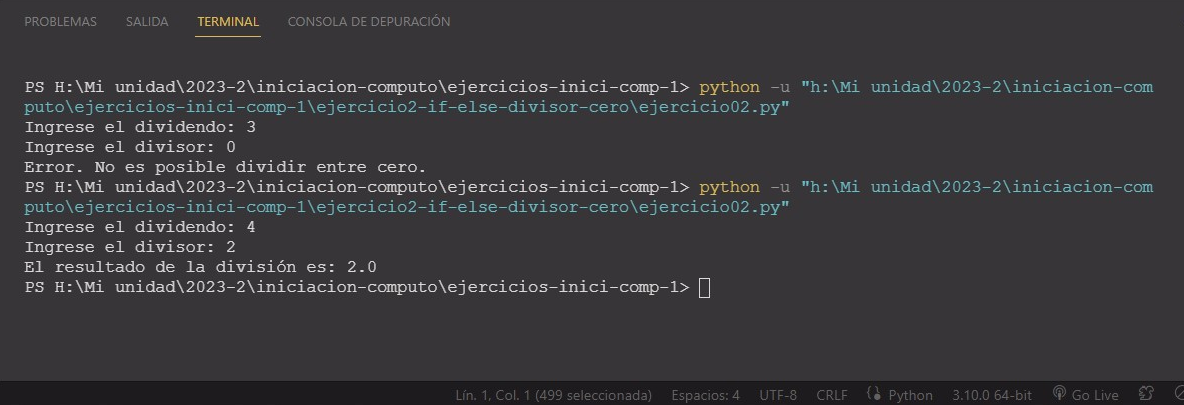 PROBLEMAS SALIDA TERMINAL CONSOLA DE DEPURACIÓN
PS H:\Mi unidad\2023-2\iniciacion-computo\ejercicios-inici-comp-1> python -u "h:\Mi unidad\2023-2\iniciacion-com
puto\ejercicios-inici-comp-1\ejercicio2-if-else-divisor-cero\ejercicio02.py"
Ingrese el dividendo: 3
Ingrese el divisor: 0
Error. No es posible dividir entre cero.
PS H:\Mi unidad\2023-2\iniciacion-computo\ejercicios-inici-comp-1> python -u "h:\Mi unidad\2023-2\iniciacion-com
puto\ejercicios-inici-comp-1\ejercicio2-if-else-divisor-cero\ejercicio02.py"
Ingrese el dividendo: 4
Ingrese el divisor: 2
El resultado de la división es: 2.0
PS H:\Mi unidad\2023-2\iniciacion-computo\ejercicios-inici-comp-1>
Lín. 1, Col. 1 (499 seleccionada) Espacios: 4 UTF-8 CRLF Python 3.10.0 64-bit Go Live